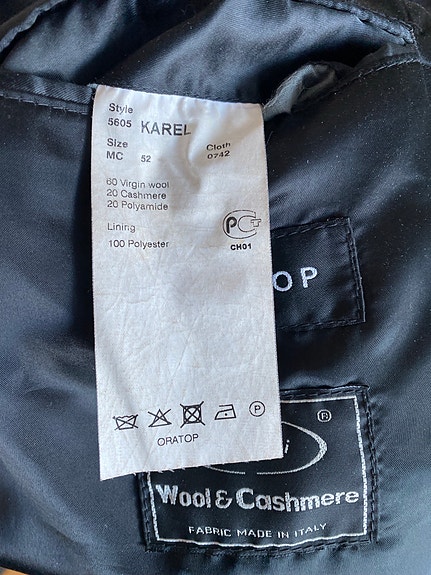 Style
5605 KAREL
Size
MC 52
Cloth
0742
60 Virgin wool
20 Cashmere
20 Polyamide
Lining
100 Polyester
PCT
CH01
P
ORATOP
OP
®
Wool & Cashmere
FABRIC MADE IN ITALY